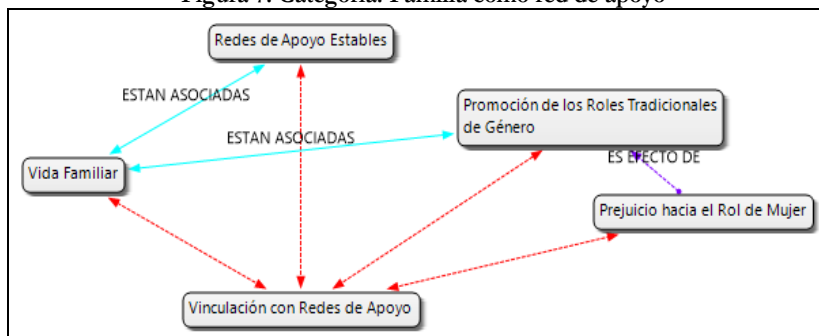 Figura 7. Categoría: Familia como red de apoyo
Redes de Apoyo Estables
ESTAN ASOCIADAS
Promoción de los Roles Tradicionales
de Género
ESTAN ASOCIADAS
ES EFECTO DE
Vida Familiar
Prejuicio hacia el Rol de Mujer
Vinculación con Redes de Apoyo